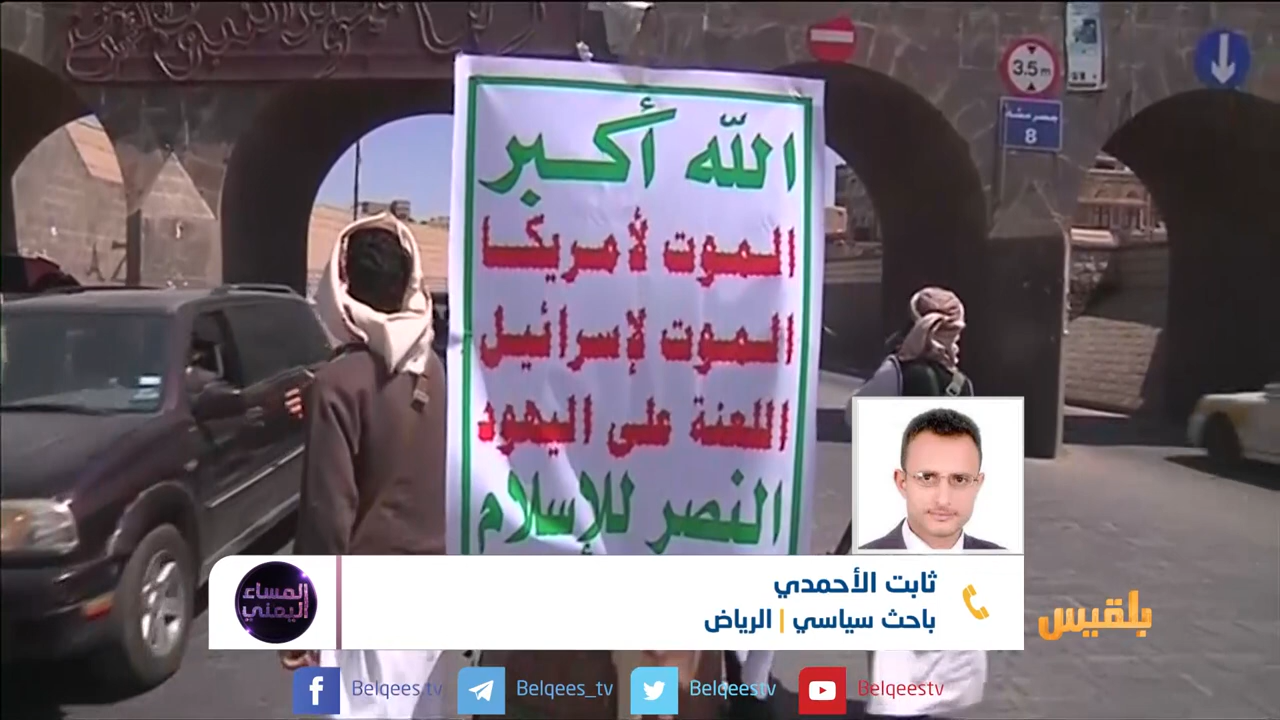 3.5 m
8
الله أكبر
الموت لأمريكا
الموت لإسرائيل
اللعنة على اليهود
النصر للإسلام
ثابت الأحمدي
باحث سياسي | الرياض
المساء اليمني
بلقيس
Belqees.tv
Belqees_tv
Belqeestv
Belqeestv